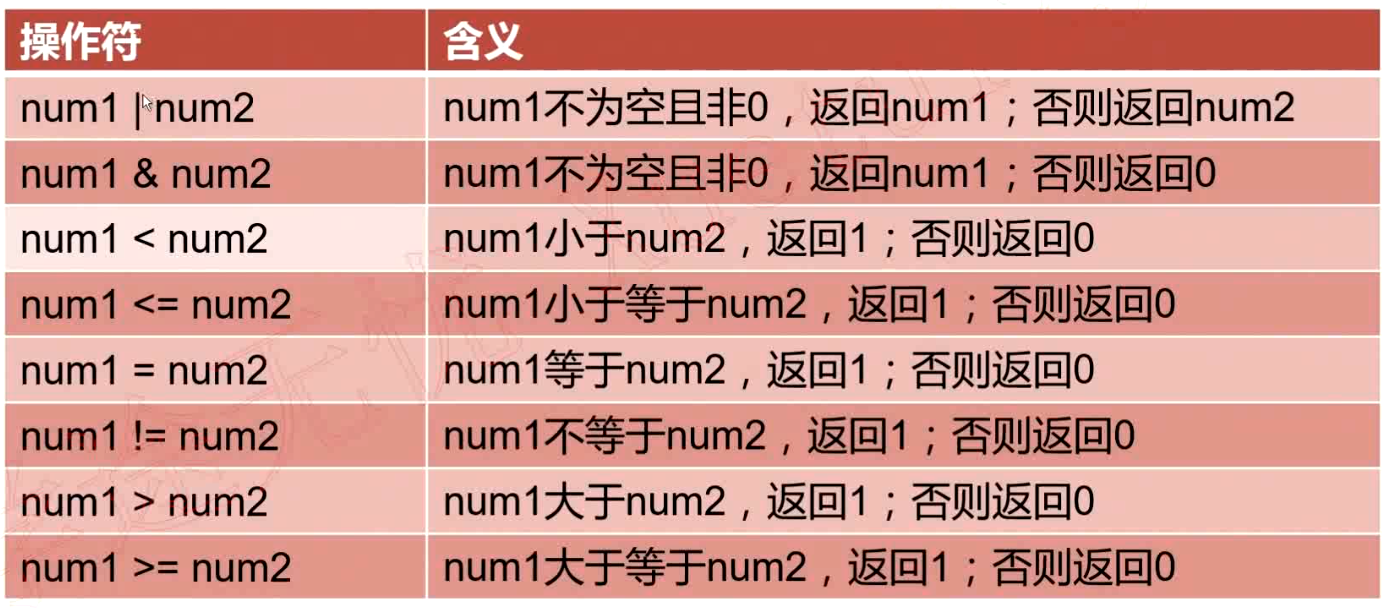 操作符 含义
num1 | num2 num1不为空且非0，返回num1；否则返回num2
num1 & num2 num1不为空且非0，返回num1；否则返回0
num1 < num2 num1小于num2，返回1；否则返回0
num1 <= num2 num1小于等于num2，返回1；否则返回0
num1 = num2 num1等于num2，返回1；否则返回0
num1 != num2 num1不等于num2，返回1；否则返回0
num1 > num2 num1大于num2，返回1；否则返回0
num1 >= num2 num1大于等于num2，返回1；否则返回0